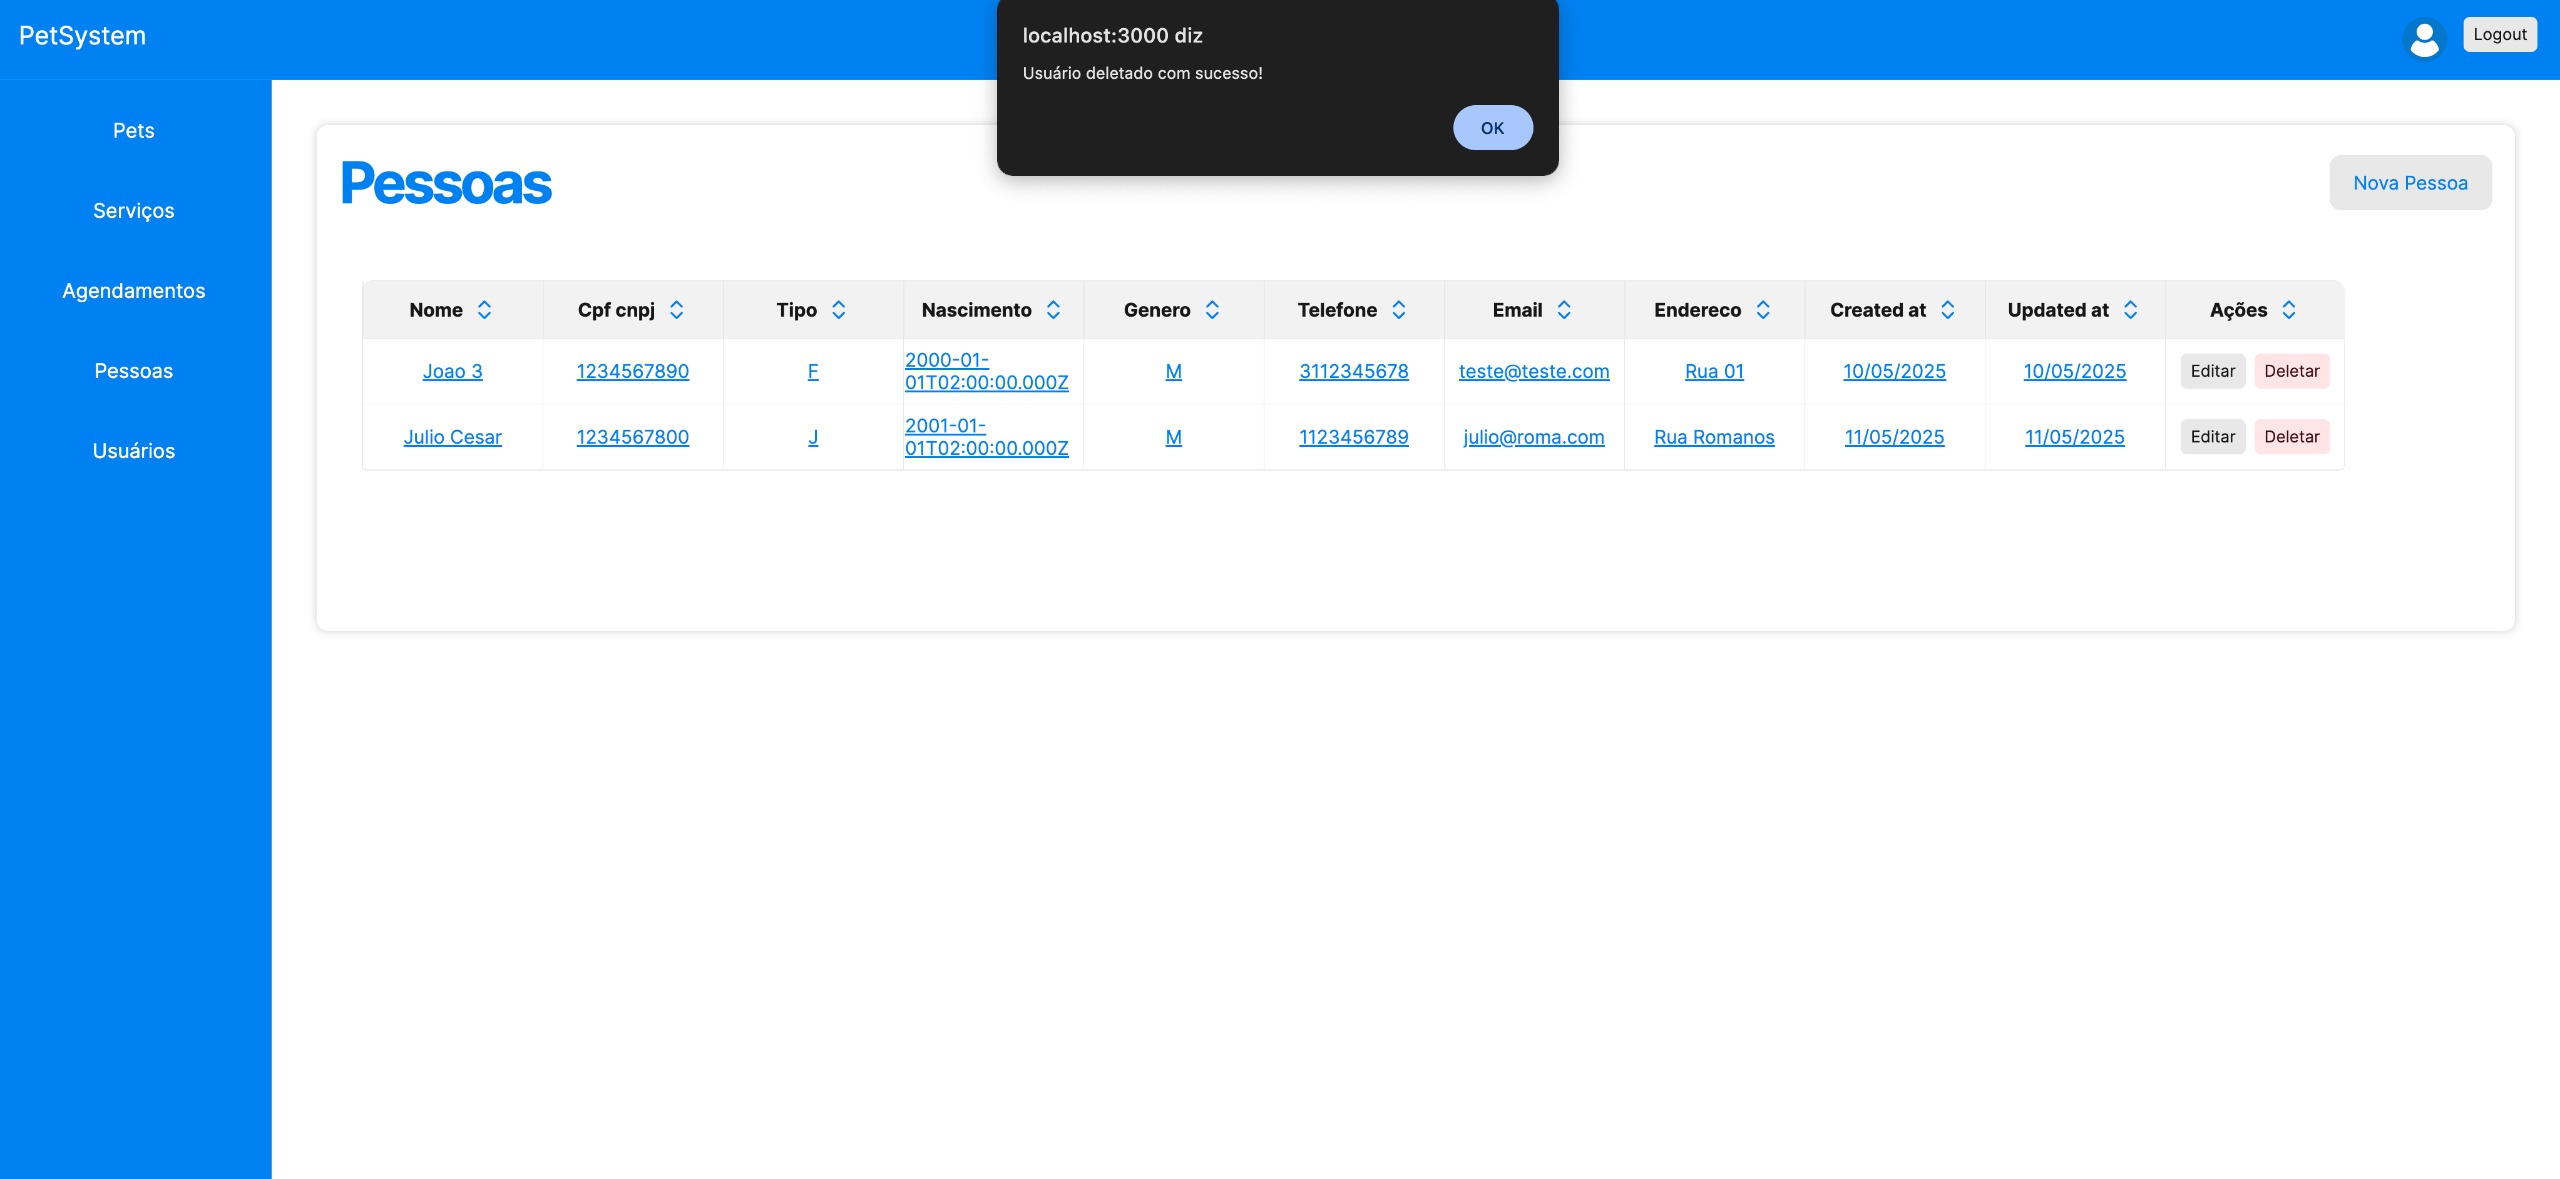 PetSystem
localhost:3000 diz
Usuário deletado com sucesso!
OK
Logout
Pets
Serviços
Agendamentos
Pessoas
Usuários
Pessoas
Nova Pessoa
Nome Cpf cnpj Tipo Nascimento Genero Telefone Email Endereco Created at Updated at Ações
Joao 3 1234567890 F 2000-01-01T02:00:00.000Z M 3112345678 teste@teste.com Rua 01 10/05/2025 10/05/2025 Editar Deletar
Julio Cesar 1234567800 J 2001-01-01T02:00:00.000Z M 1123456789 julio@roma.com Rua Romanos 11/05/2025 11/05/2025 Editar Deletar